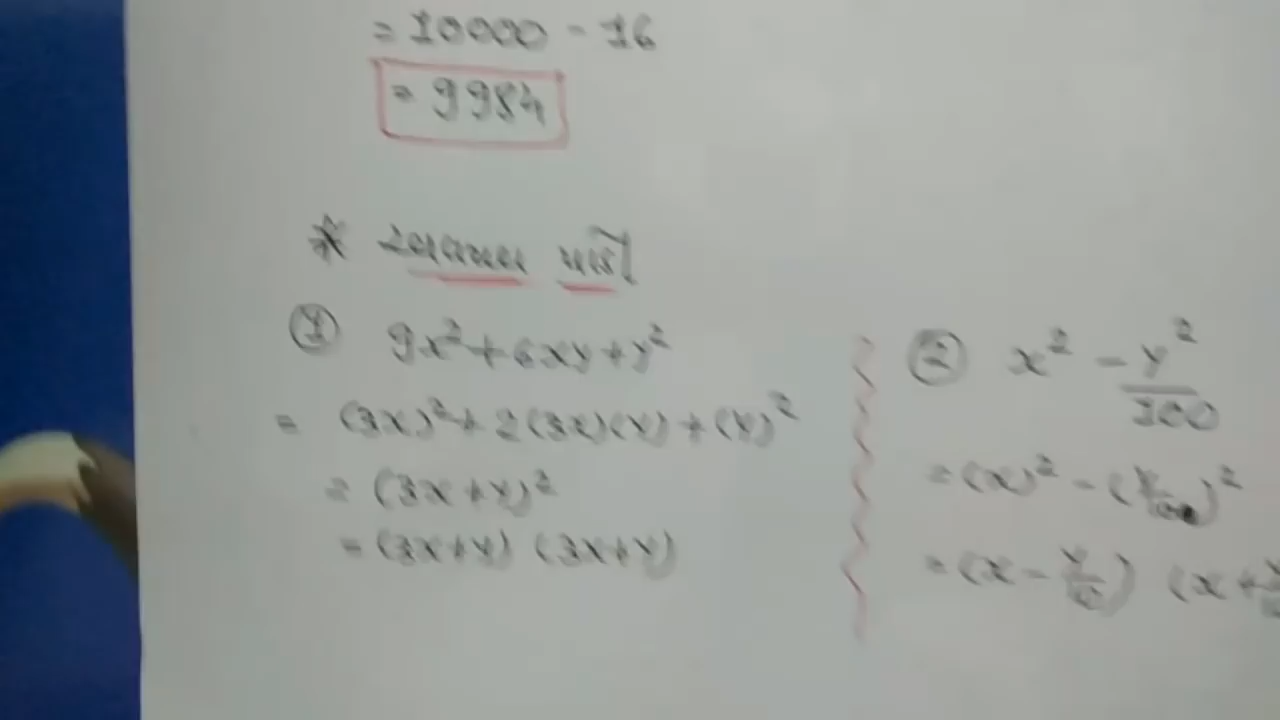 = 10000 - 16
= 9984
*
① 9x² + 6xy + y²
= (3x)² + 2(3x)(y) + (y)²
= (3x + y)²
= (3x + y) (3x + y)
② x² - y²/100
= (x)² - (y/10)²
= (x - y/10) (x + y